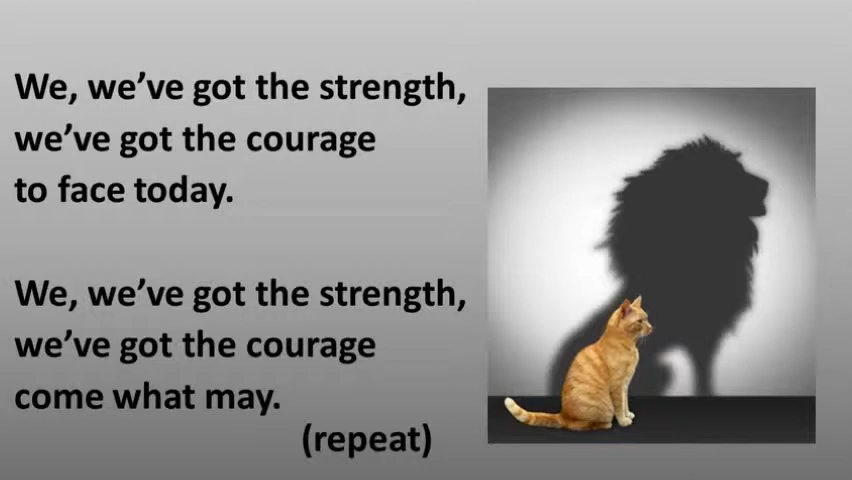 We, we’ve got the strength,
we’ve got the courage
to face today.
We, we’ve got the strength,
we’ve got the courage
come what may.
(repeat)